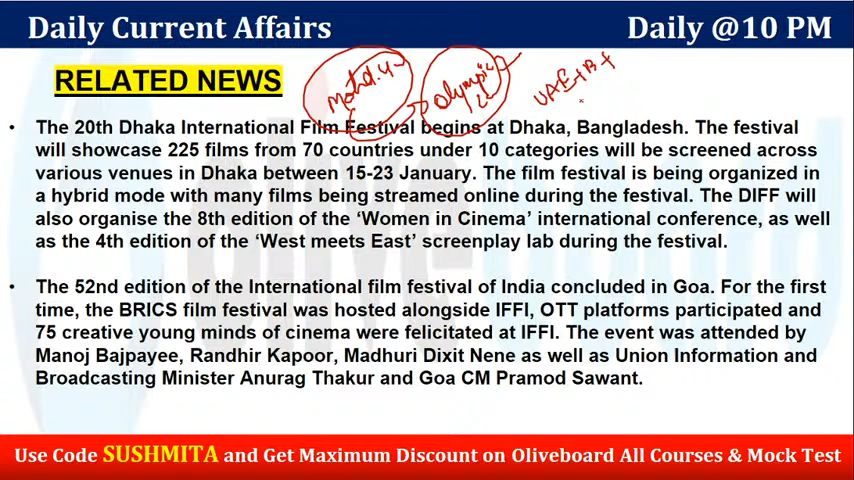 Daily Current Affairs
Daily @10 PM
RELATED NEWS
Mohd. Yu
Olympic
UAE+B+
• The 20th Dhaka International Film Festival begins at Dhaka, Bangladesh. The festival
will showcase 225 films from 70 countries under 10 categories will be screened across
various venues in Dhaka between 15-23 January. The film festival is being organized in
a hybrid mode with many films being streamed online during the festival. The DIFF will
also organise the 8th edition of the ‘Women in Cinema’ international conference, as well
as the 4th edition of the ‘West meets East’ screenplay lab during the festival.
• The 52nd edition of the International film festival of India concluded in Goa. For the first
time, the BRICS film festival was hosted alongside IFFI, OTT platforms participated and
75 creative young minds of cinema were felicitated at IFFI. The event was attended by
Manoj Bajpayee, Randhir Kapoor, Madhuri Dixit Nene as well as Union Information and
Broadcasting Minister Anurag Thakur and Goa CM Pramod Sawant.
Use Code SUSHMITA and Get Maximum Discount on Oliveboard All Courses & Mock Test